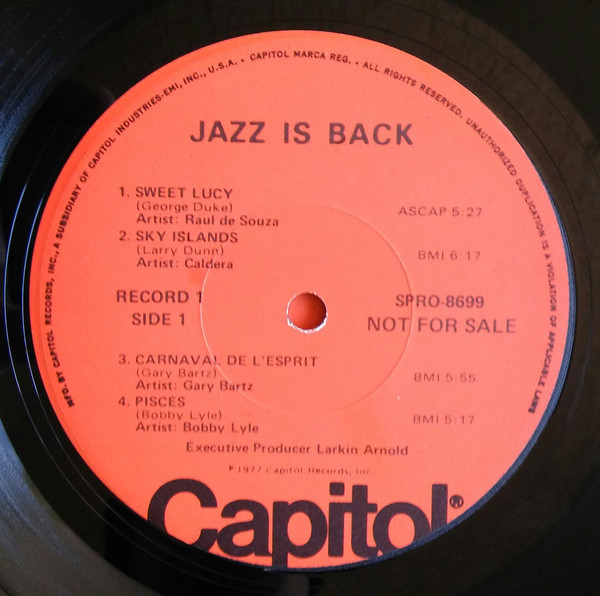 MFD. BY CAPITOL RECORDS, INC., A SUBSIDIARY OF CAPITOL INDUSTRIES-EMI, INC., U.S.A. • CAPITOL MARCA REG. • ALL RIGHTS RESERVED. UNAUTHORIZED DUPLICATION IS A VIOLATION OF APPLICABLE LAWS
JAZZ IS BACK
1. SWEET LUCY
(George Duke)
ASCAP 5:27
Artist: Raul de Souza
2. SKY ISLANDS
(Larry Dunn)
BMI 6:17
Artist: Caldera
RECORD 1
SPRO-8699
SIDE 1
NOT FOR SALE
3. CARNAVAL DE L'ESPRIT
(Gary Bartz)
BMI 5:55
Artist: Gary Bartz
4. PISCES
(Bobby Lyle)
BMI 5:17
Artist: Bobby Lyle
Executive Producer Larkin Arnold
℗ 1977 Capitol Records, Inc.
Capitol®